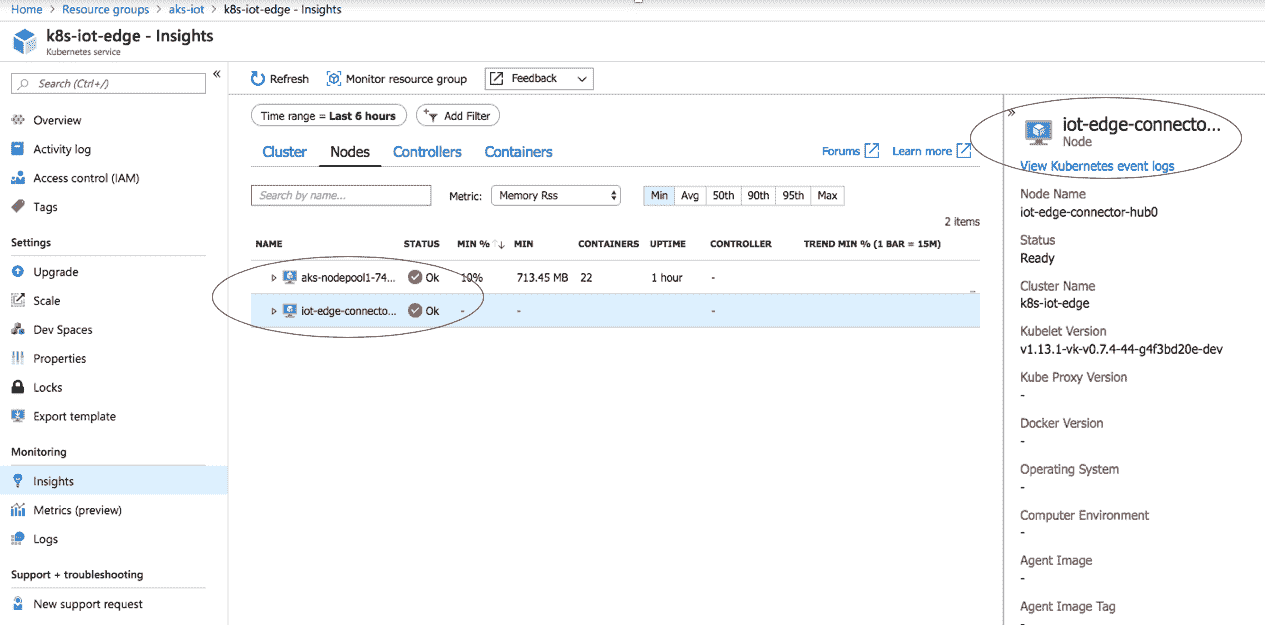 Home > Resource groups > aks-iot > k8s-iot-edge - Insights
k8s-iot-edge - Insights
Kubernetes service
Search (Ctrl+/)
«
Overview
Activity log
Access control (IAM)
Tags
Settings
Upgrade
Scale
Dev Spaces
Properties
Locks
Export template
Monitoring
Insights
Metrics (preview)
Logs
Support + troubleshooting
New support request
Refresh Monitor resource group Feedback
Time range = Last 6 hours Add Filter
Cluster Nodes Controllers Containers Forums Learn more
Search by name... Metric: Memory Rss Min Avg 50th 90th 95th Max
2 items
NAME STATUS MIN % ↑↓ MIN CONTAINERS UPTIME CONTROLLER TREND MIN % (1 BAR = 15M)
aks-nodepool1-74... Ok 10% 713.45 MB 22 1 hour -
...
iot-edge-connecto... Ok - - -
»
iot-edge-connecto...
Node
View Kubernetes event logs
Node Name
iot-edge-connector-hub0
Status
Ready
Cluster Name
k8s-iot-edge
Kubelet Version
v1.13.1-vk-v0.7.4-44-g4f3bd20e-dev
Kube Proxy Version
-
Docker Version
-
Operating System
-
Computer Environment
-
Agent Image
-
Agent Image Tag
-